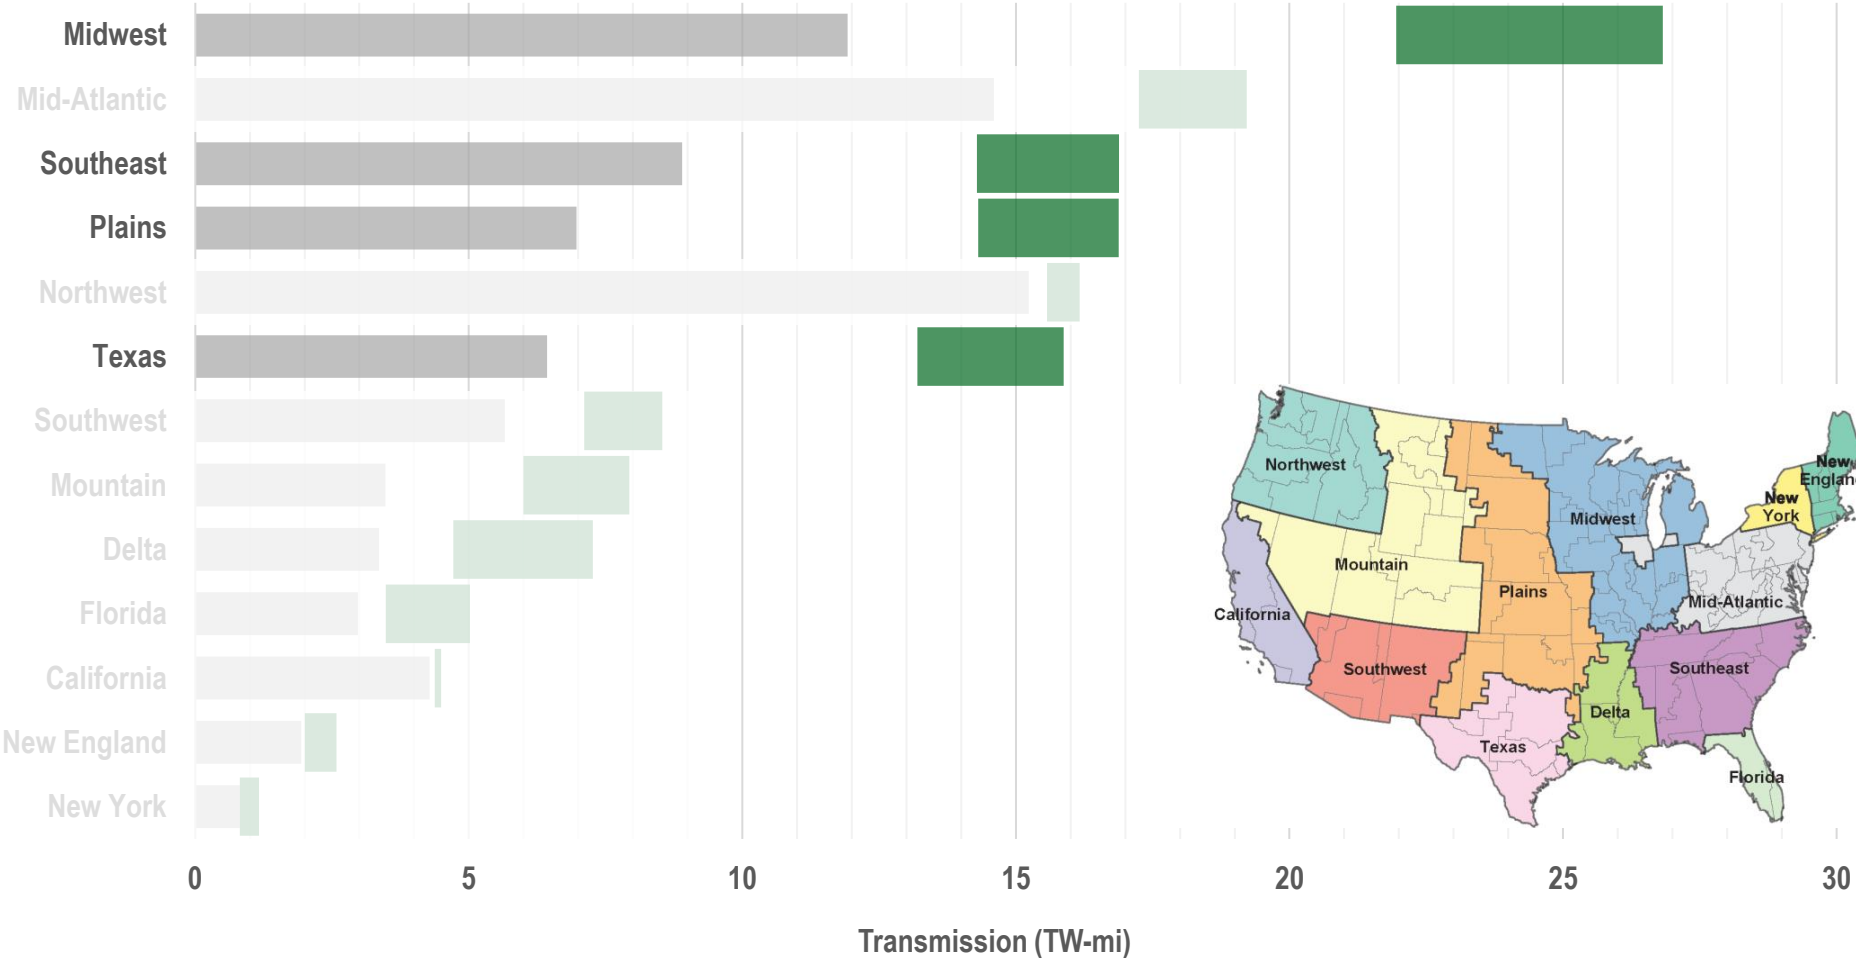 Midwest
Mid-Atlantic
Southeast
Plains
Northwest
Texas
Southwest
Mountain
Delta
Florida
California
New England
New York
0 5 10 15 20 25 30
Transmission (TW-mi)
Northwest
Mountain
California
Southwest
Plains
Texas
Midwest
Delta
Mid-Atlantic
Southeast
Florida
New
York
New
England